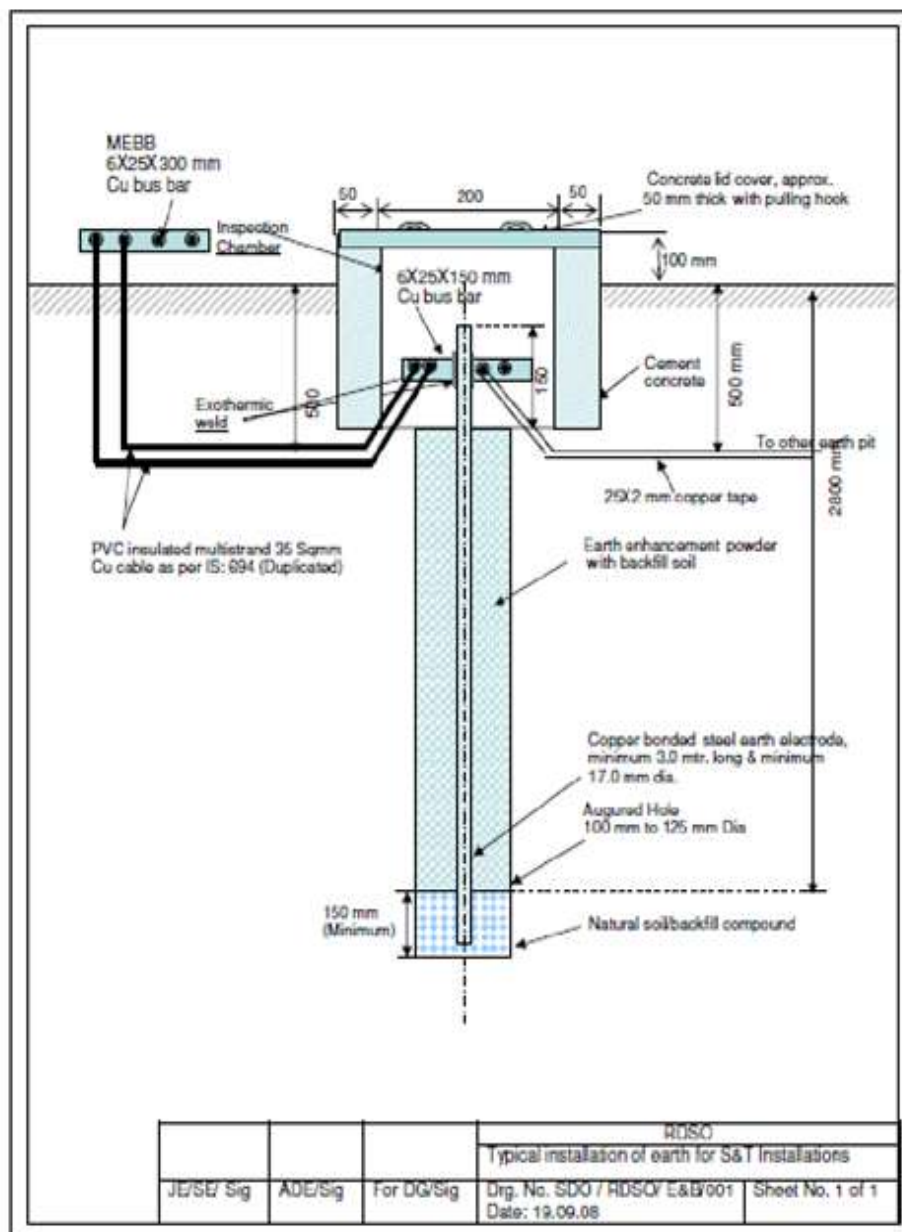 MEBB
6X25X300 mm
Cu bus bar
50
200
50
Concrete lid cover, approx.
50 mm thick with pulling hook
Inspection
Chamber
100 mm
6X25X150 mm
Cu bus bar
Cement
concrete
150
500
500 mm
Exothermic
weld
To other earth pit
25X2 mm copper tape
2800 mm
PVC insulated multistrand 35 Sqmm
Cu cable as per IS: 694 (Duplicated)
Earth enhancement powder
with backfill soil
Copper bonded steel earth electrode,
minimum 3.0 mtr. long & minimum
17.0 mm dia.
Augured Hole
100 mm to 125 mm Dia
150 mm
(Minimum)
Natural soil/backfill compound
RDSO
Typical installation of earth for S&T Installations
JE/SE/ Sig
ADE/Sig
For DG/Sig
Drg. No. SDO / RDSO/ E&B/001
Sheet No. 1 of 1
Date: 19.09.08